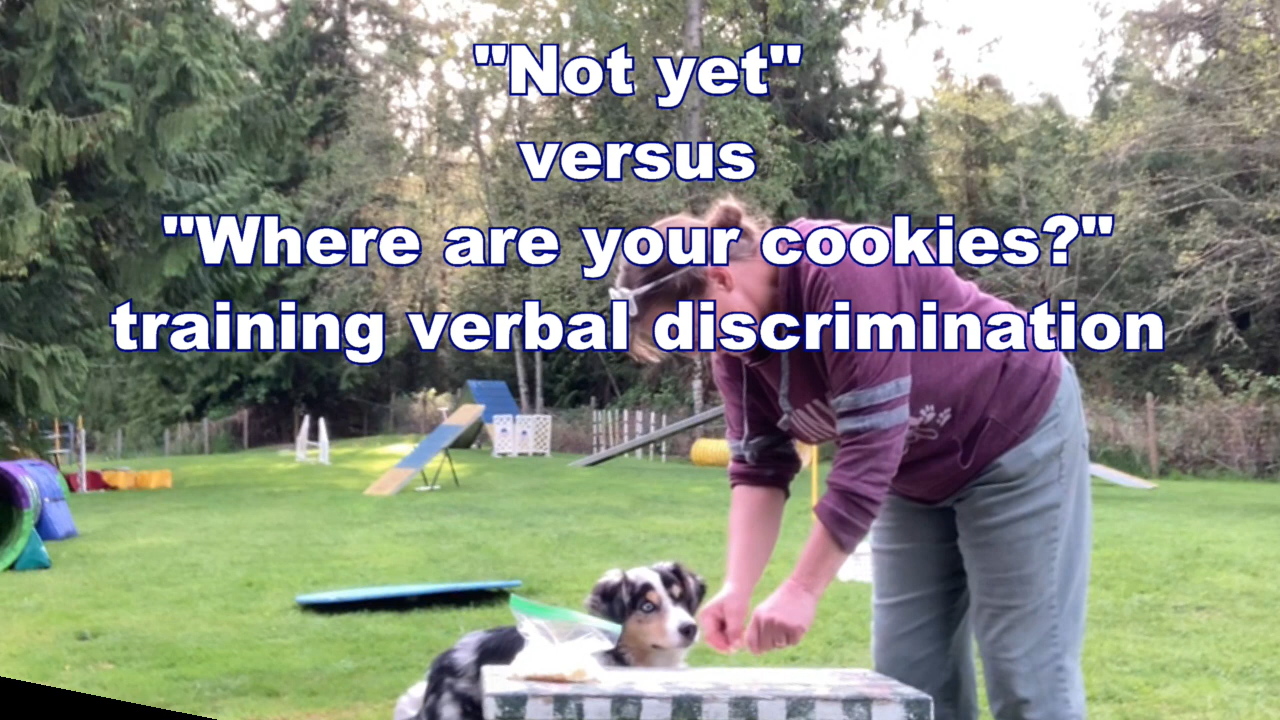 "Not yet"
versus
"Where are your cookies?"
training verbal discrimination